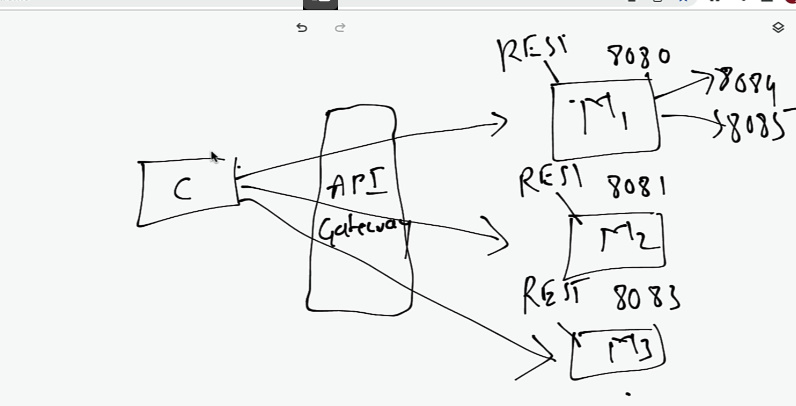 REST 8080
M1
8084
8085
C
API
Gateway
REST 8081
M2
REST 8083
M3